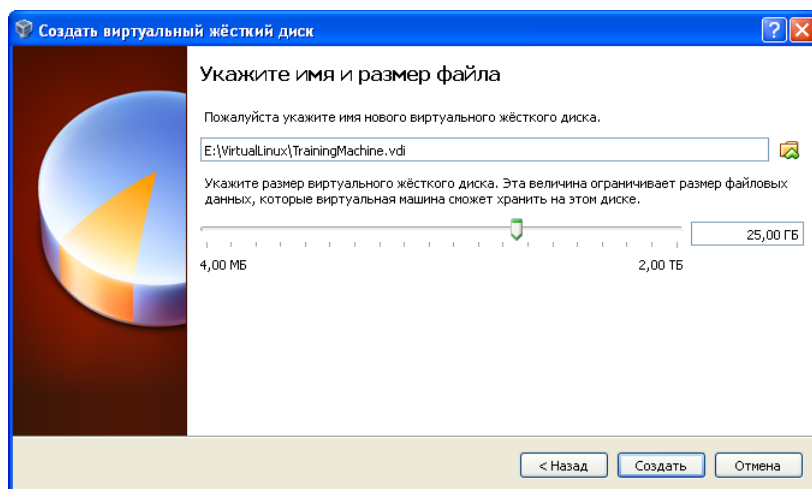 Создать виртуальный жёсткий диск
Укажите имя и размер файла
Пожалуйста укажите имя нового виртуального жёсткого диска.
E:\VirtualLinux\TrainingMachine.vdi
Укажите размер виртуального жёсткого диска. Эта величина ограничивает размер файловых
данных, которые виртуальная машина сможет хранить на этом диске.
25,00 ГБ
4,00 МБ 2,00 ТБ
< Назад Создать Отмена